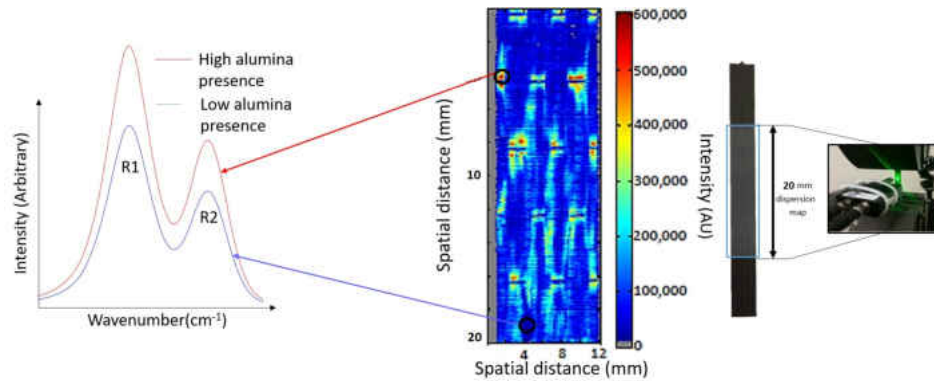 High alumina
presence
Low alumina
presence
R1
R2
Intensity (Arbitrary)
Wavenumber(cm⁻¹)
Spatial distance (mm)
10
20
4
8
12
Spatial distance (mm)
600,000
500,000
400,000
300,000
200,000
100,000
0
Intensity (AU)
20 mm
dispersion
map